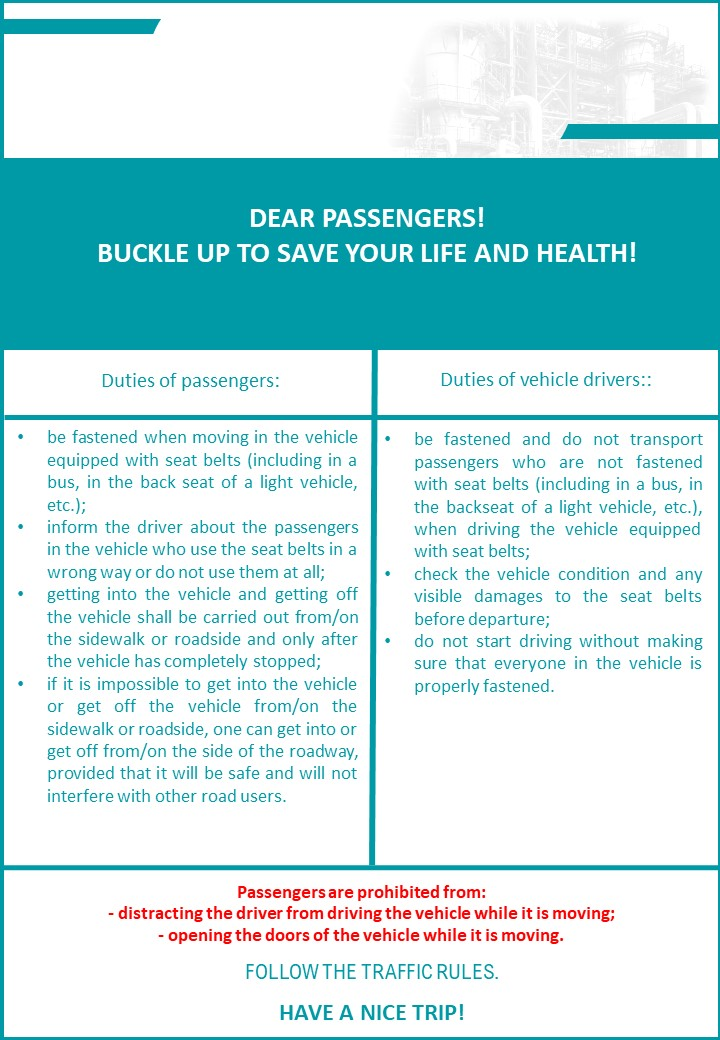 DEAR PASSENGERS!
BUCKLE UP TO SAVE YOUR LIFE AND HEALTH!
Duties of passengers:
• be fastened when moving in the vehicle
equipped with seat belts (including in a
bus, in the back seat of a light vehicle,
etc.);
• inform the driver about the passengers
in the vehicle who use the seat belts in a
wrong way or do not use them at all;
• getting into the vehicle and getting off
the vehicle shall be carried out from/on
the sidewalk or roadside and only after
the vehicle has completely stopped;
• if it is impossible to get into the vehicle
or get off the vehicle from/on the
sidewalk or roadside, one can get into or
get off from/on the side of the roadway,
provided that it will be safe and will not
interfere with other road users.
Duties of vehicle drivers::
• be fastened and do not transport
passengers who are not fastened
with seat belts (including in a bus, in
the backseat of a light vehicle, etc.),
when driving the vehicle equipped
with seat belts;
• check the vehicle condition and any
visible damages to the seat belts
before departure;
• do not start driving without making
sure that everyone in the vehicle is
properly fastened.
Passengers are prohibited from:
- distracting the driver from driving the vehicle while it is moving;
- opening the doors of the vehicle while it is moving.
FOLLOW THE TRAFFIC RULES.
HAVE A NICE TRIP!